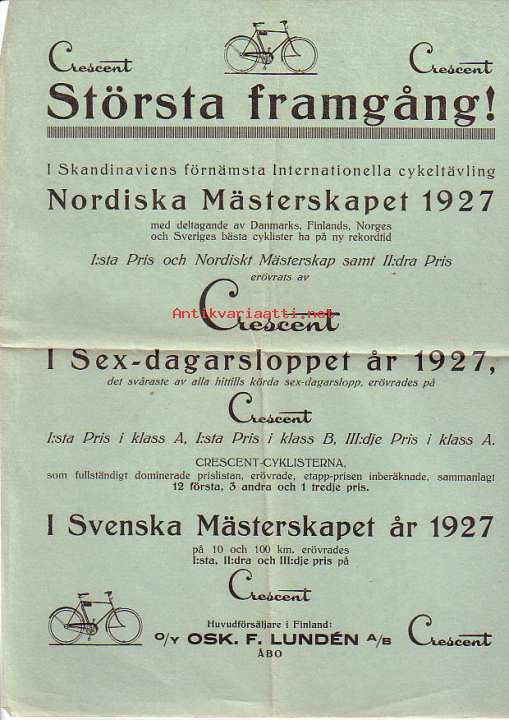 Crescent Crescent
Största framgång!
I Skandinaviens förnämsta Internationella cykeltävling
Nordiska Mästerskapet 1927
med deltagande av Danmarks, Finlands, Norges
och Sveriges bästa cyklister ha på ny rekordtid
I:sta Pris och Nordiskt Mästerskap samt II:dra Pris
erövrats av
Antikvariaatti.net
Crescent
I Sex-dagarsloppet år 1927,
det svåraste av alla hittills körda sex-dagarslopp, erövrades på
Crescent
I:sta Pris i klass A, I:sta Pris i klass B, III:dje Pris i klass A.
CRESCENT-CYKLISTERNA,
som fullständigt dominerade prislistan, erövrade, etapp-prisen inberäknade, sammanlagt
12 första, 3 andra och 1 tredje pris.
I Svenska Mästerskapet år 1927
på 10 och 100 km. erövrades
I:sta, II:dra och III:dje pris på
Crescent
Huvudförsäljare i Finland:
O/Y OSK. F. LUNDÉN A/B Crescent
ÅBO